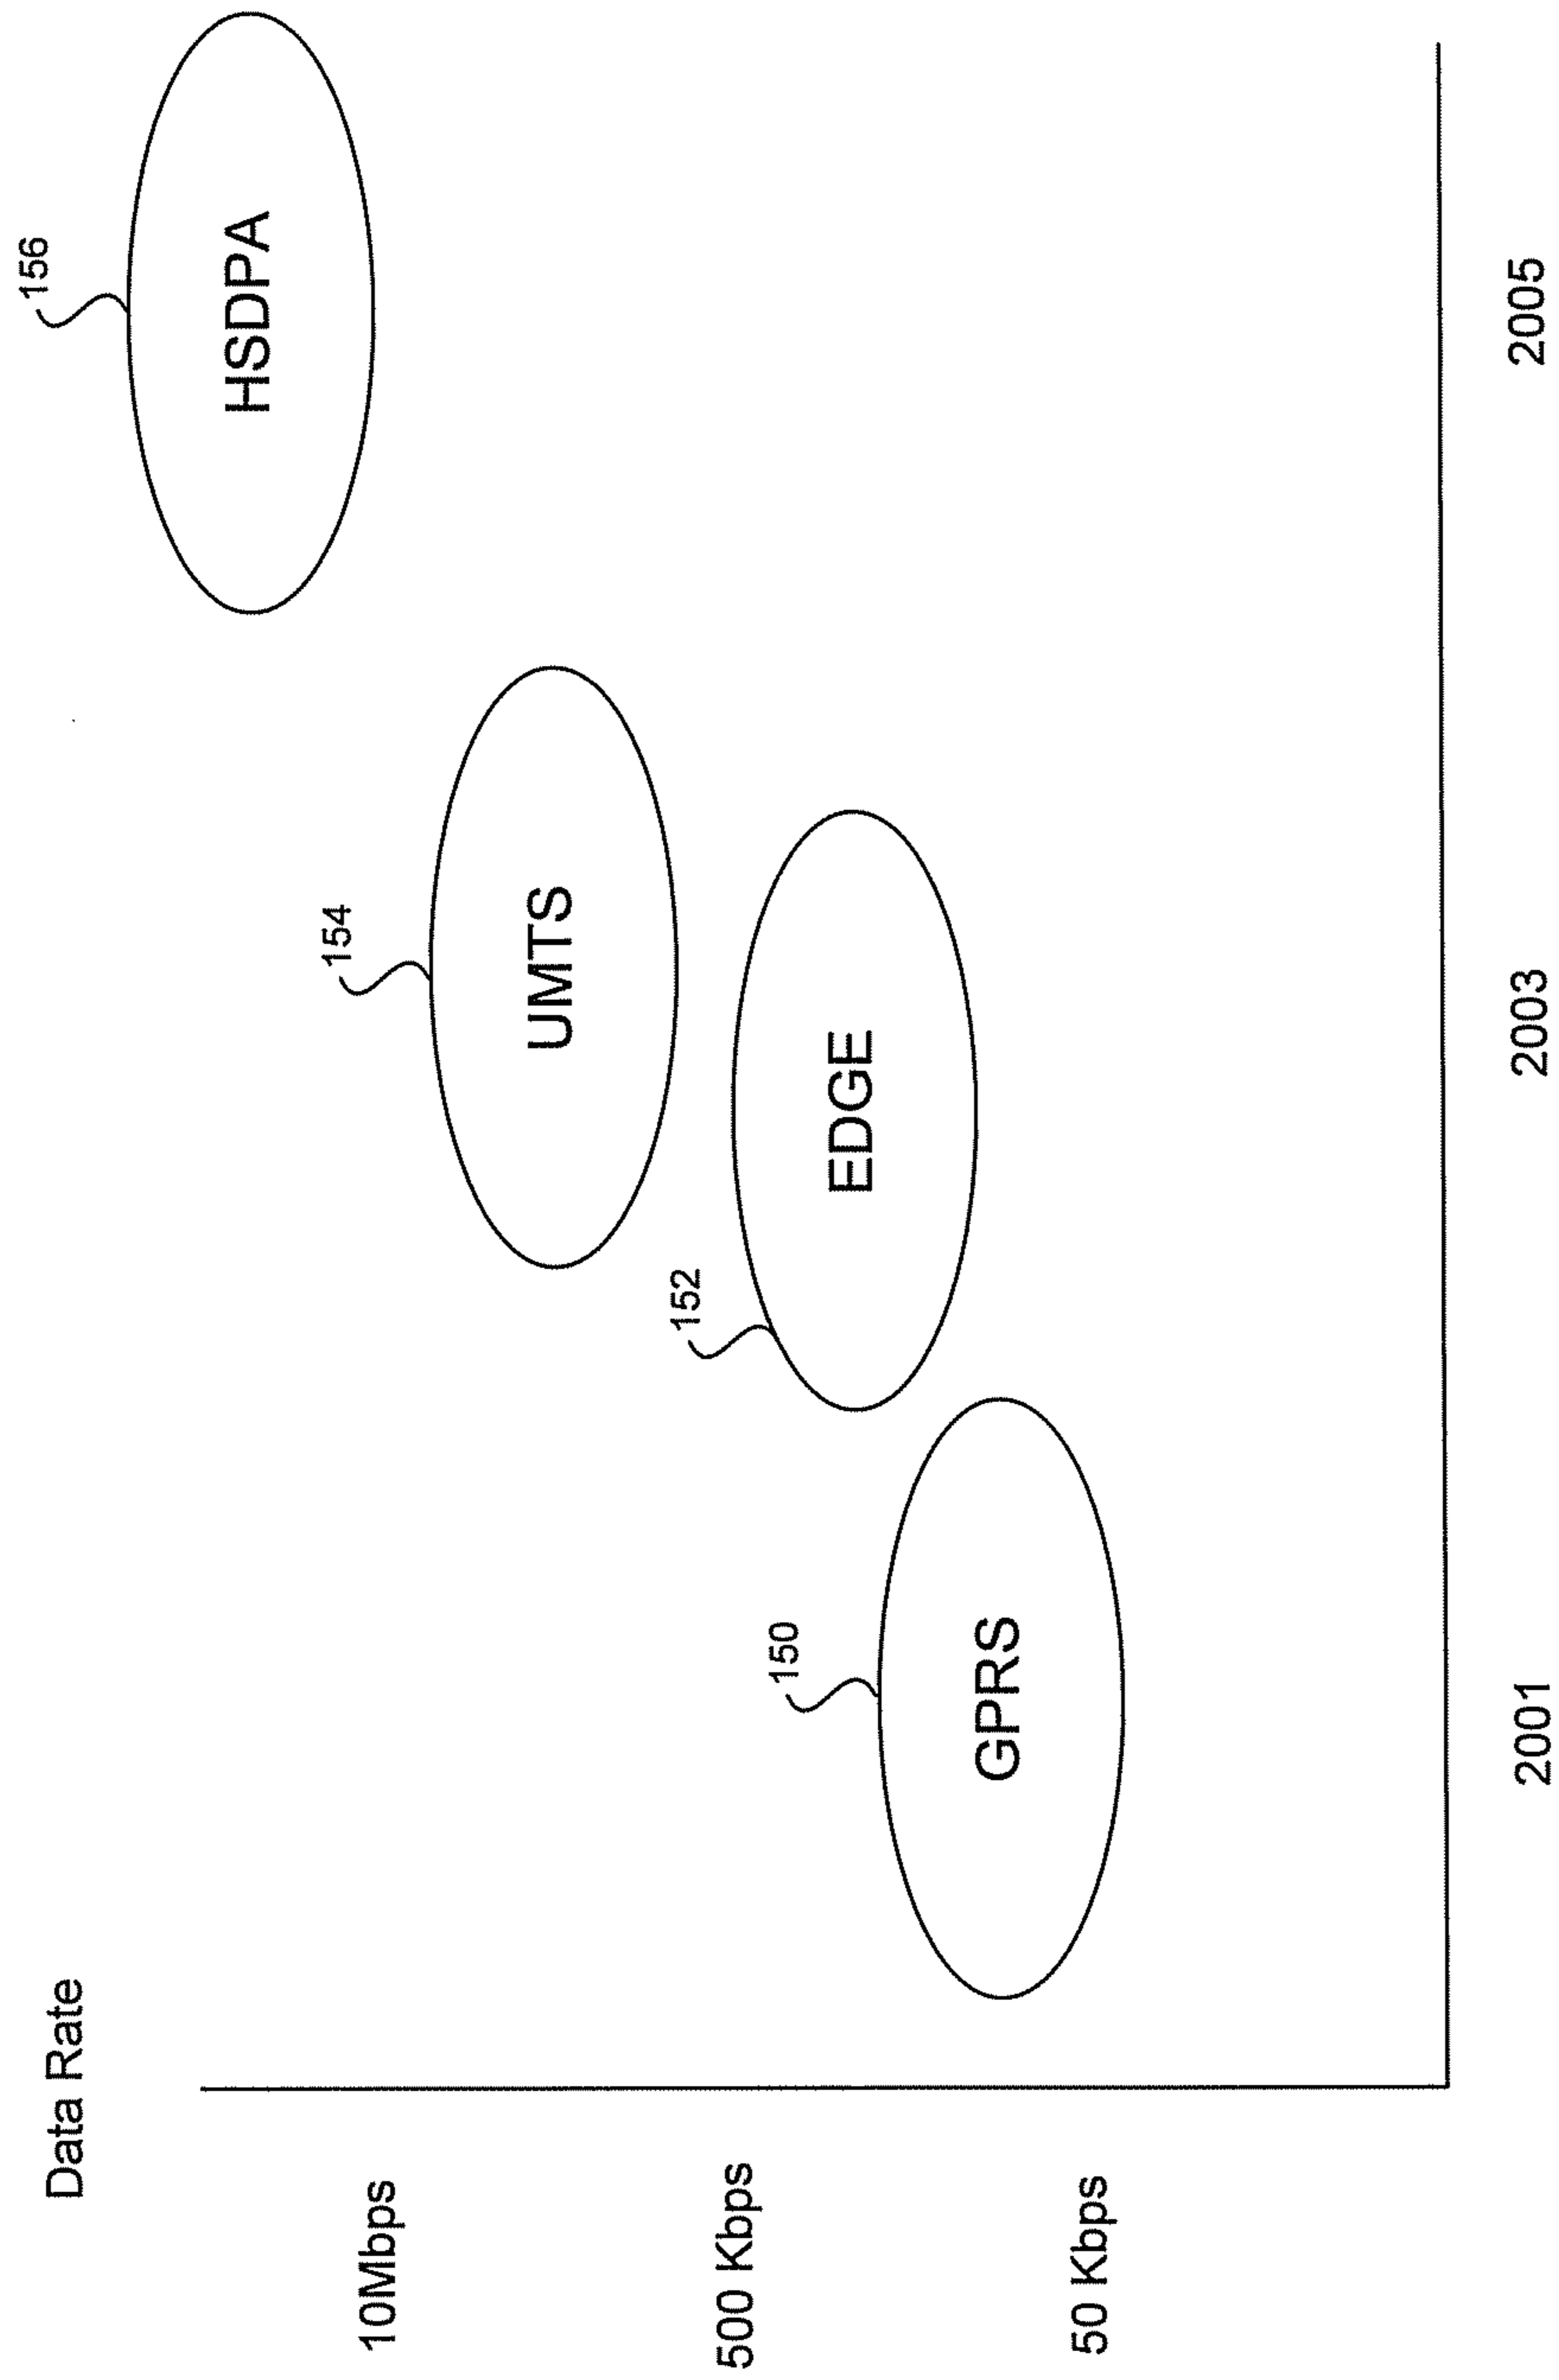 Data Rate
156
HSDPA
10Mbps
154
UMTS
500 Kbps
152
EDGE
150
GPRS
50 Kbps
2001
2003
2005